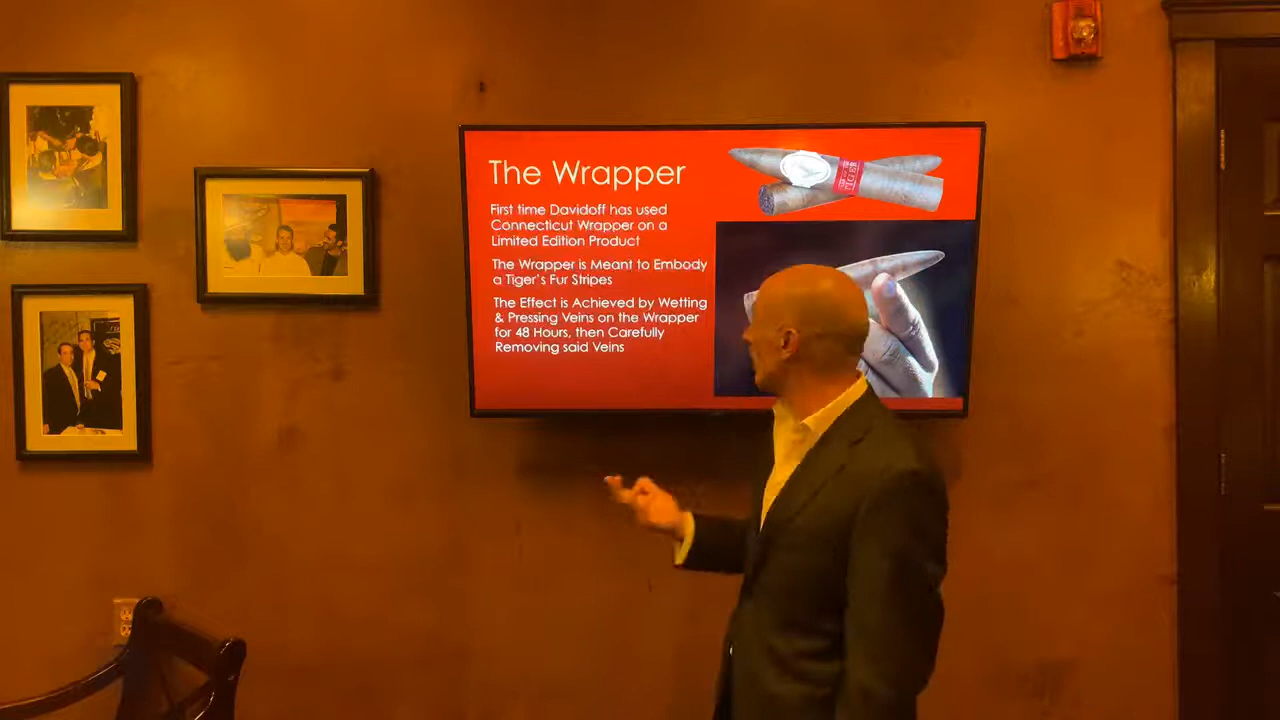 The Wrapper
First time Davidoff has used
Connecticut Wrapper on a
Limited Edition Product
The Wrapper is Meant to Embody
a Tiger's Fur Stripes
The Effect is Achieved by Wetting
& Pressing Veins on the Wrapper
for 48 Hours, then Carefully
Removing said Veins
TIGER